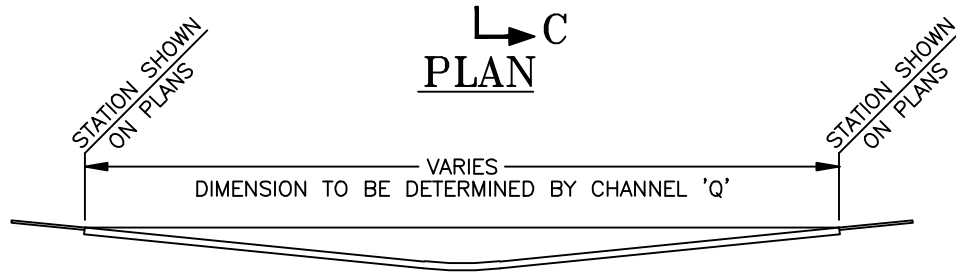 C
PLAN
STATION SHOWN
ON PLANS
STATION SHOWN
ON PLANS
VARIES
DIMENSION TO BE DETERMINED BY CHANNEL 'Q'